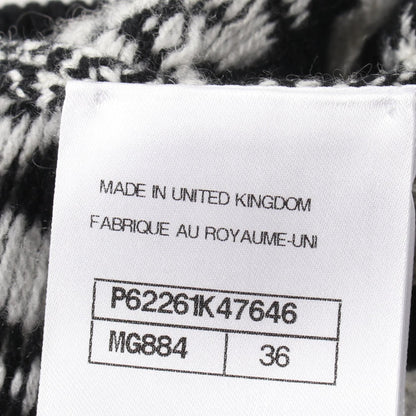 MADE IN UNITED KINGDOM
FABRIQUE AU ROYAUME-UNI
P62261K47646
MG884 36